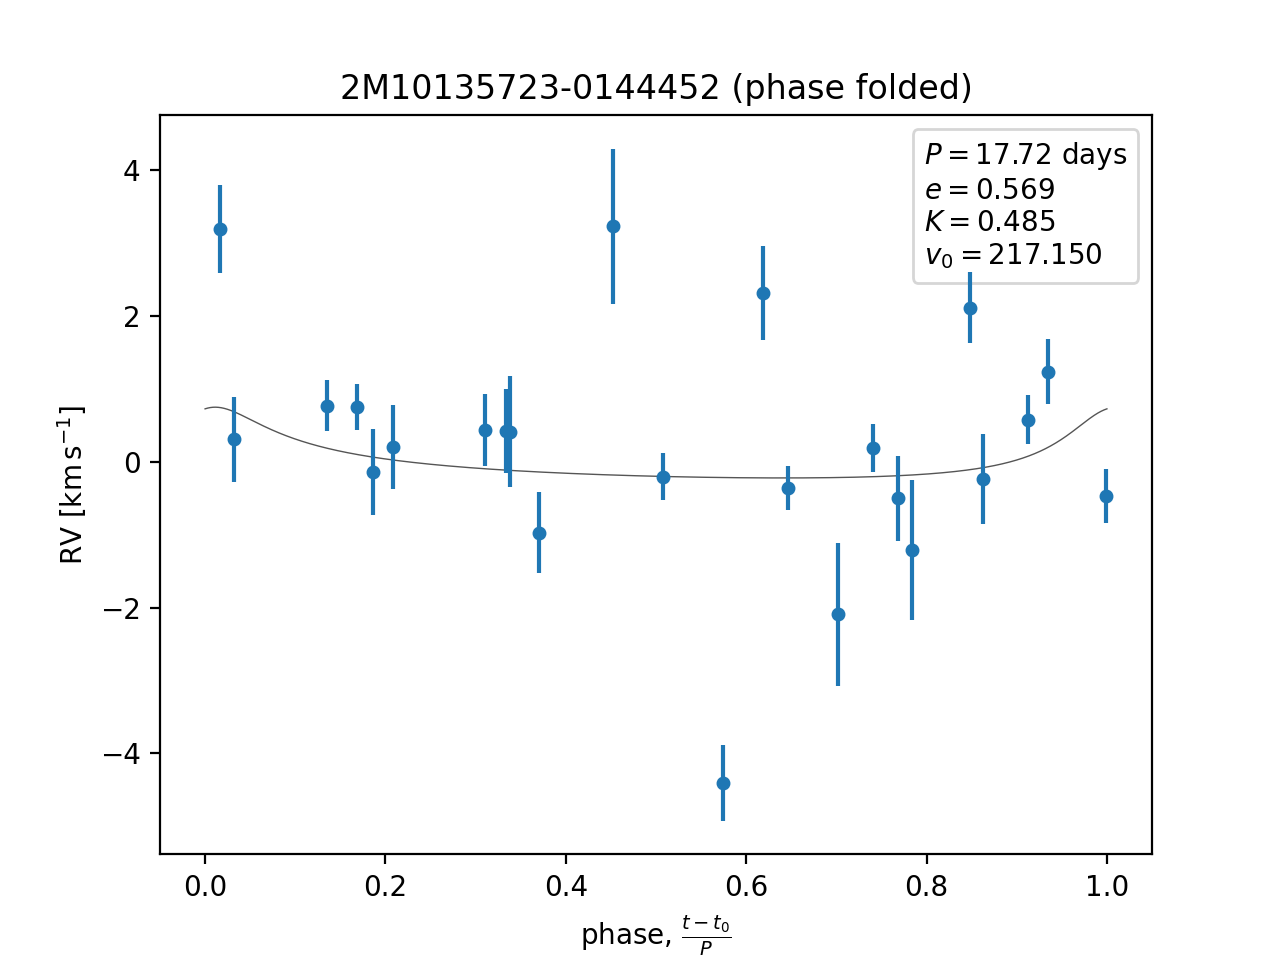 2M10135723-0144452 (phase folded)
P = 17.72 days
e = 0.569
K = 0.485
v₀ = 217.150
4
2
0
−2
−4
RV [km s⁻¹]
0.0 0.2 0.4 0.6 0.8 1.0
phase, (t − t₀)/P